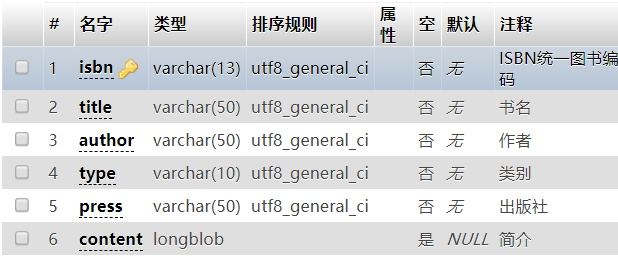 # 名字 类型 排序规则 属性 空 默认 注释
1 isbn varchar(13) utf8_general_ci 否 无 ISBN统一图书编码
2 title varchar(50) utf8_general_ci 否 无 书名
3 author varchar(50) utf8_general_ci 否 无 作者
4 type varchar(10) utf8_general_ci 否 无 类别
5 press varchar(50) utf8_general_ci 否 无 出版社
6 content longblob 是 NULL 简介